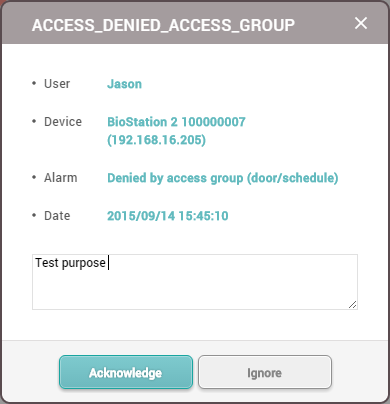 ACCESS_DENIED_ACCESS_GROUP
• User Jason
• Device BioStation 2 100000007
(192.168.16.205)
• Alarm Denied by access group (door/schedule)
• Date 2015/09/14 15:45:10
Test purpose
Acknowledge Ignore